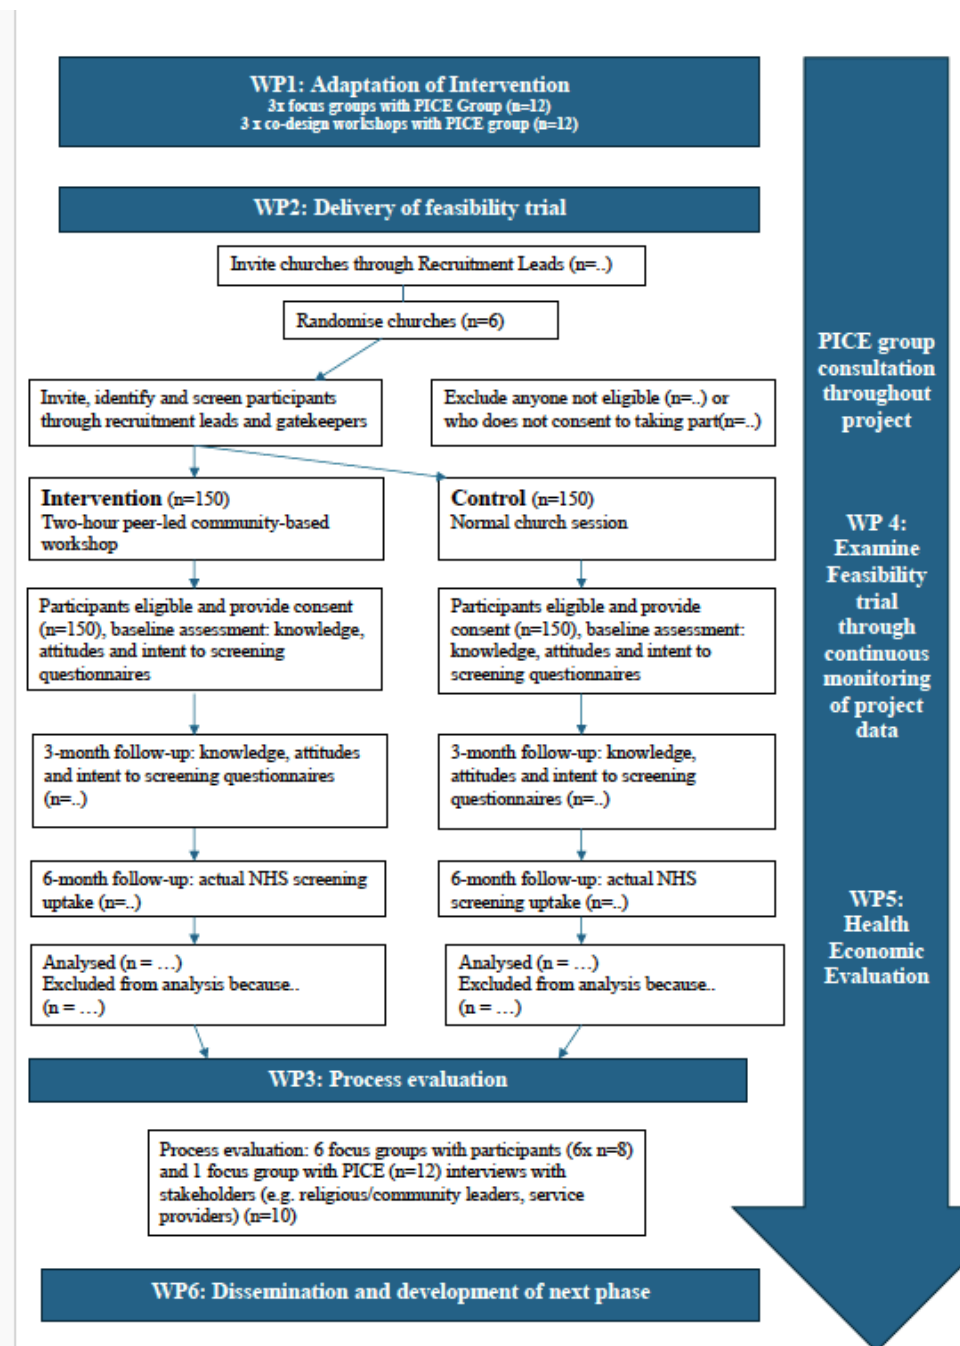 WP1: Adaptation of Intervention
3x focus groups with PICE Group (n=12)
3 x co-design workshops with PICE group (n=12)
WP2: Delivery of feasibility trial
Invite churches through Recruitment Leads (n=..)
Randomise churches (n=6)
Invite, identify and screen participants
through recruitment leads and gatekeepers
Exclude anyone not eligible (n=..) or
who does not consent to taking part(n=..)
Intervention (n=150)
Two-hour peer-led community-based
workshop
Control (n=150)
Normal church session
Participants eligible and provide consent
(n=150), baseline assessment: knowledge,
attitudes and intent to screening
questionnaires
Participants eligible and provide
consent (n=150), baseline assessment:
knowledge, attitudes and intent to
screening questionnaires
3-month follow-up: knowledge, attitudes
and intent to screening questionnaires
(n=..)
3-month follow-up: knowledge,
attitudes and intent to screening
questionnaires (n=..)
6-month follow-up: actual NHS screening
uptake (n=..)
6-month follow-up: actual NHS
screening uptake (n=..)
Analysed (n = …)
Excluded from analysis because..
(n = …)
Analysed (n = …)
Excluded from analysis because..
(n = …)
WP3: Process evaluation
Process evaluation: 6 focus groups with participants (6x n=8)
and 1 focus group with PICE (n=12) interviews with
stakeholders (e.g. religious/community leaders, service
providers) (n=10)
WP6: Dissemination and development of next phase
PICE group
consultation
throughout
project
WP 4:
Examine
Feasibility
trial
through
continuous
monitoring
of project
data
WP5:
Health
Economic
Evaluation